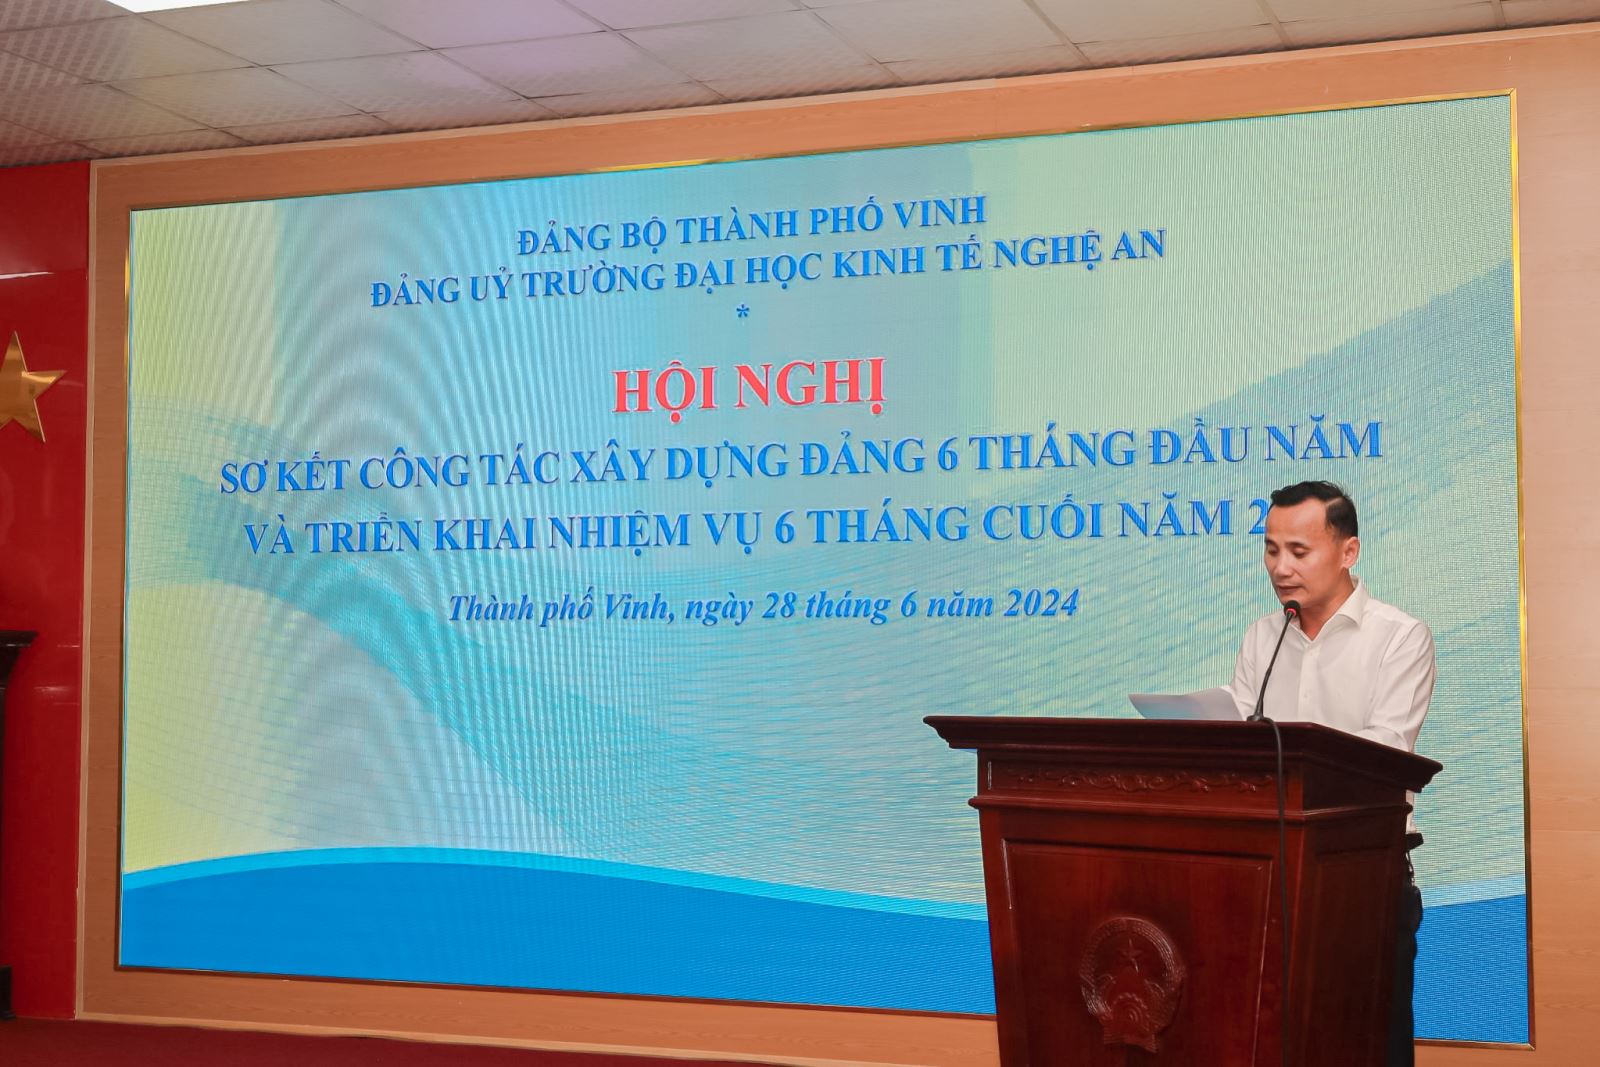 ĐẢNG BỘ THÀNH PHỐ VINH
ĐẢNG UỶ TRƯỜNG ĐẠI HỌC KINH TẾ NGHỆ AN
*
HỘI NGHỊ
SƠ KẾT CÔNG TÁC XÂY DỰNG ĐẢNG 6 THÁNG ĐẦU NĂM
VÀ TRIỂN KHAI NHIỆM VỤ 6 THÁNG CUỐI NĂM
Thành phố Vinh, ngày 28 tháng 6 năm 2024